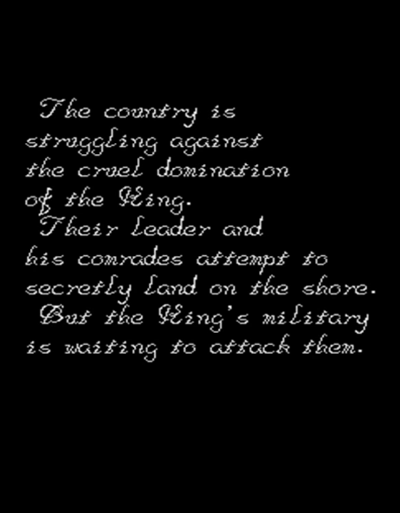 The country is
struggling against
the cruel domination
of the King.
Their leader and
his comrades attempt to
secretly land on the shore.
But the King's military
is waiting to attack them.